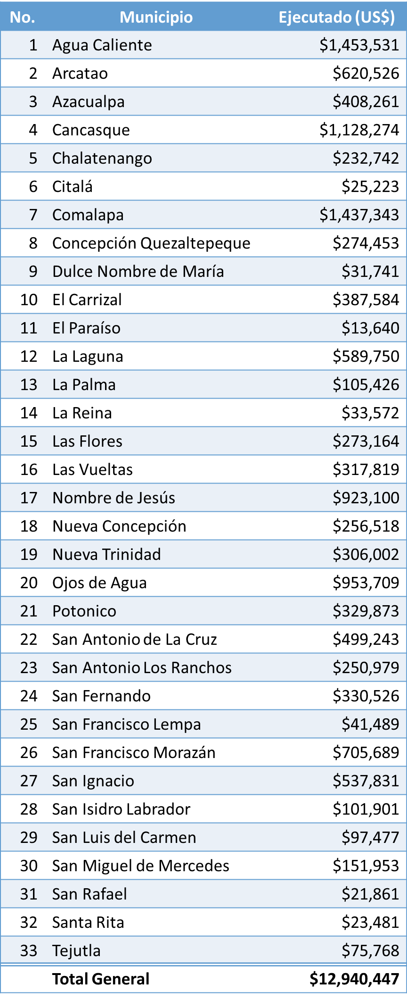 No. Municipio Ejecutado (US$)
1 Agua Caliente $1,453,531
2 Arcatao $620,526
3 Azacualpa $408,261
4 Cancasque $1,128,274
5 Chalatenango $232,742
6 Citalá $25,223
7 Comalapa $1,437,343
8 Concepción Quezaltepeque $274,453
9 Dulce Nombre de María $31,741
10 El Carrizal $387,584
11 El Paraíso $13,640
12 La Laguna $589,750
13 La Palma $105,426
14 La Reina $33,572
15 Las Flores $273,164
16 Las Vueltas $317,819
17 Nombre de Jesús $923,100
18 Nueva Concepción $256,518
19 Nueva Trinidad $306,002
20 Ojos de Agua $953,709
21 Potonico $329,873
22 San Antonio de La Cruz $499,243
23 San Antonio Los Ranchos $250,979
24 San Fernando $330,526
25 San Francisco Lempa $41,489
26 San Francisco Morazán $705,689
27 San Ignacio $537,831
28 San Isidro Labrador $101,901
29 San Luis del Carmen $97,477
30 San Miguel de Mercedes $151,953
31 San Rafael $21,861
32 Santa Rita $23,481
33 Tejutla $75,768
Total General $12,940,447